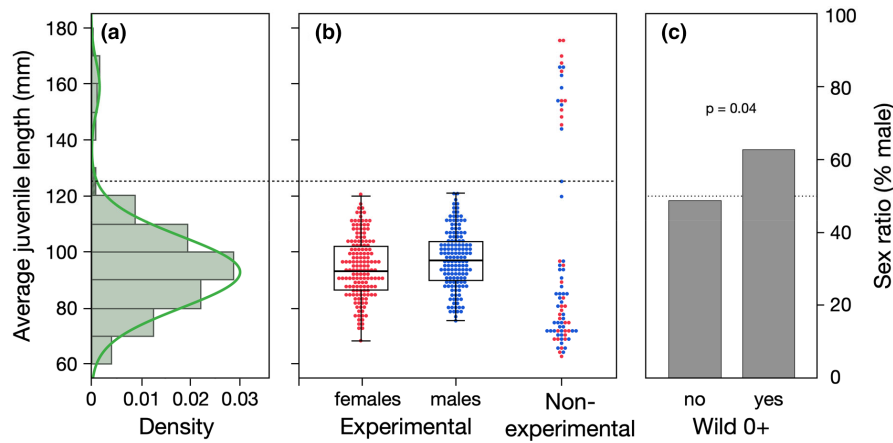 (a)
(b)
(c)
Average juvenile length (mm)
180
160
140
120
100
80
60
0
0.01
0.02
0.03
Density
females
males
Experimental
Non-
experimental
p = 0.04
no
yes
Wild 0+
100
80
60
40
20
0
Sex ratio (% male)